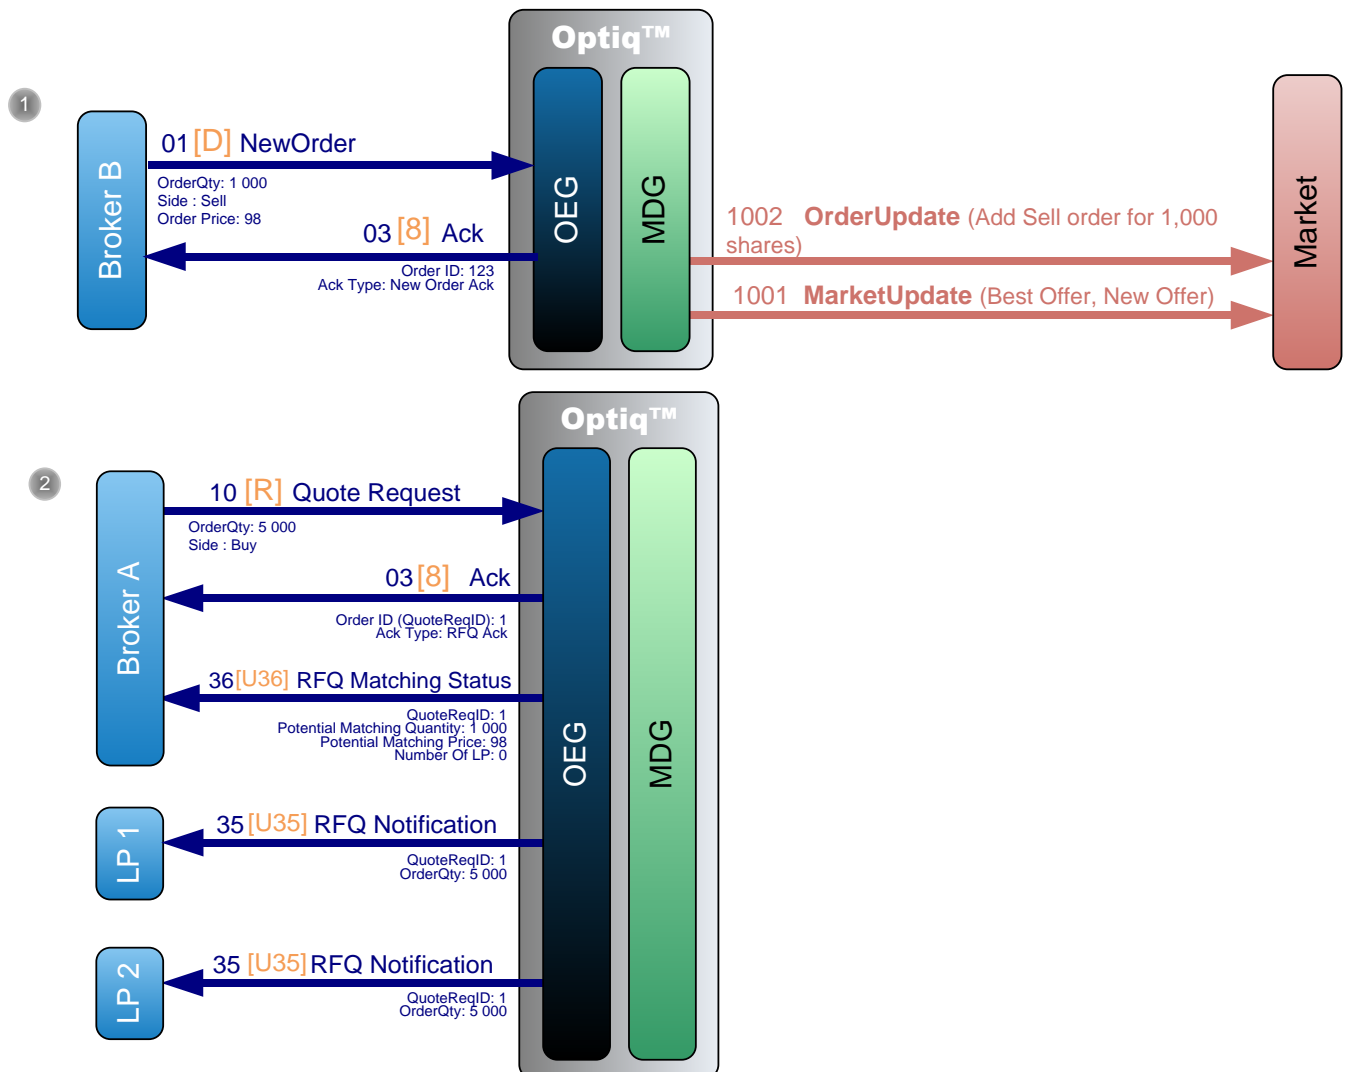 Optiq™
1
Broker B
01 [D] NewOrder
OrderQty: 1 000
Side : Sell
Order Price: 98
03 [8] Ack
Order ID: 123
Ack Type: New Order Ack
OEG
MDG
1002 OrderUpdate (Add Sell order for 1,000
shares)
1001 MarketUpdate (Best Offer, New Offer)
Market
Optiq™
2
Broker A
10 [R] Quote Request
OrderQty: 5 000
Side : Buy
03 [8] Ack
Order ID (QuoteReqID): 1
Ack Type: RFQ Ack
36 [U36] RFQ Matching Status
QuoteReqID: 1
Potential Matching Quantity: 1 000
Potential Matching Price: 98
Number Of LP: 0
OEG
MDG
LP 1
35 [U35] RFQ Notification
QuoteReqID: 1
OrderQty: 5 000
LP 2
35 [U35] RFQ Notification
QuoteReqID: 1
OrderQty: 5 000